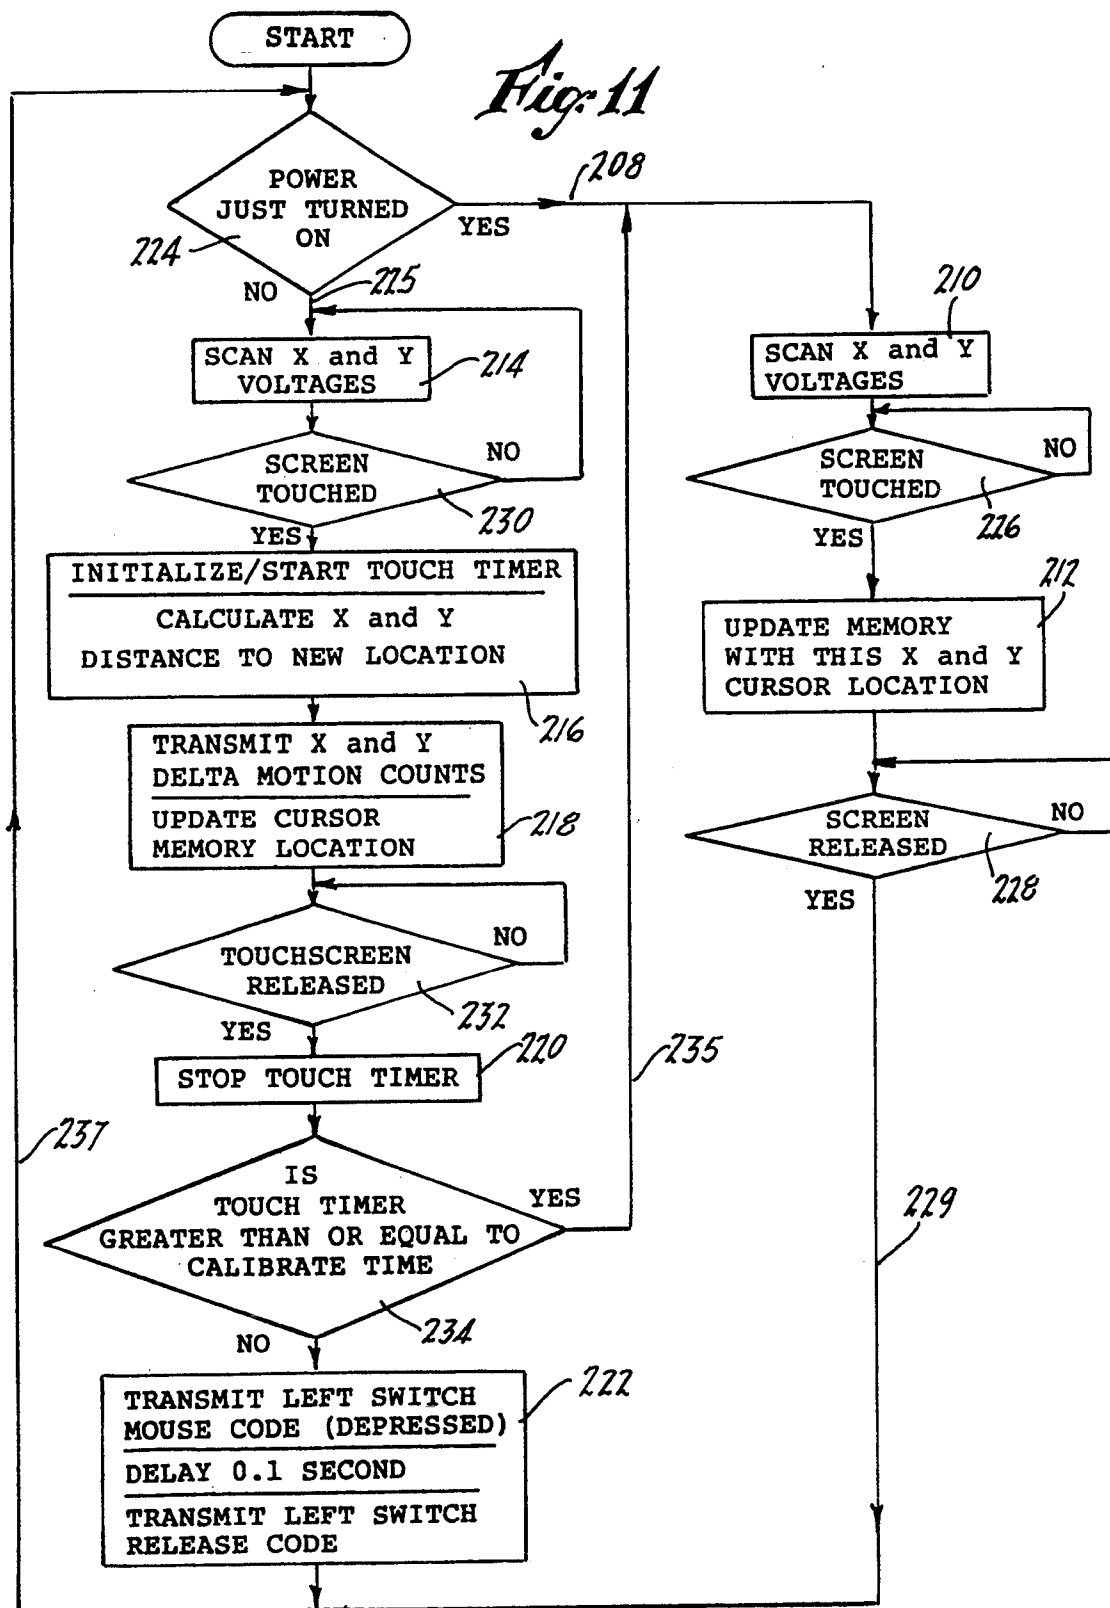 START
Fig. 11
POWER
JUST TURNED
ON
224
YES
208
NO
225
SCAN X and Y
VOLTAGES
214
SCREEN
TOUCHED
NO
230
YES
INITIALIZE/START TOUCH TIMER
CALCULATE X and Y
DISTANCE TO NEW LOCATION
216
TRANSMIT X and Y
DELTA MOTION COUNTS
UPDATE CURSOR
MEMORY LOCATION
218
TOUCHSCREEN
RELEASED
NO
232
YES
220
STOP TOUCH TIMER
235
237
IS
TOUCH TIMER
GREATER THAN OR EQUAL TO
CALIBRATE TIME
YES
234
NO
222
TRANSMIT LEFT SWITCH
MOUSE CODE (DEPRESSED)
DELAY 0.1 SECOND
TRANSMIT LEFT SWITCH
RELEASE CODE
210
SCAN X and Y
VOLTAGES
SCREEN
TOUCHED
NO
226
YES
212
UPDATE MEMORY
WITH THIS X and Y
CURSOR LOCATION
SCREEN
RELEASED
NO
228
YES
229